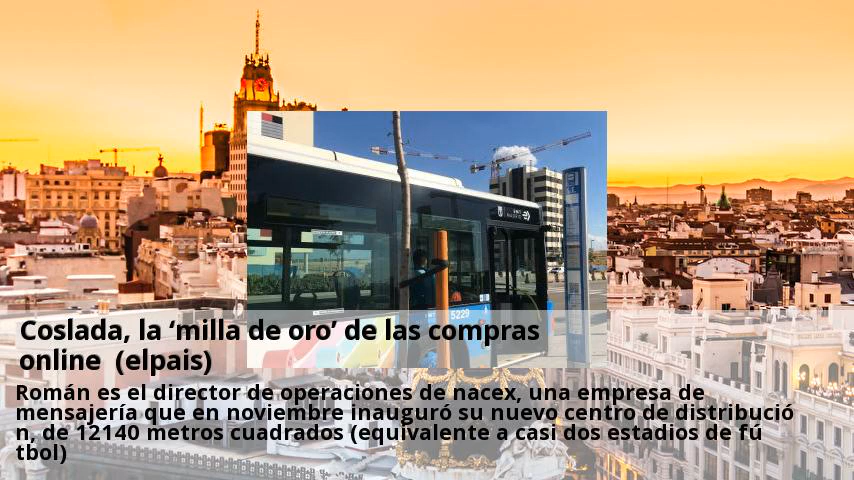 5229
Coslada, la ‘milla de oro’ de las compras
online (elpais)
Román es el director de operaciones de nacex, una empresa de
mensajería que en noviembre inauguró su nuevo centro de distribució
n, de 12140 metros cuadrados (equivalente a casi dos estadios de fú
tbol)